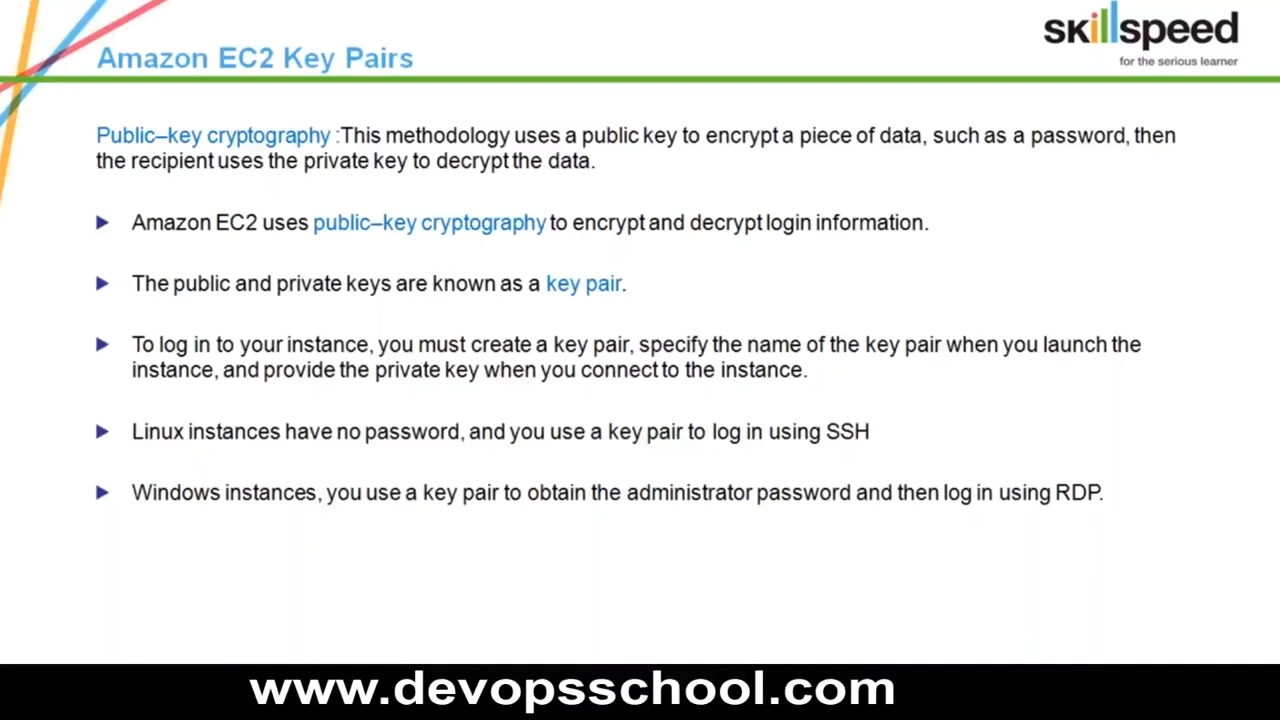 skillspeed
for the serious learner
Amazon EC2 Key Pairs
Public–key cryptography :This methodology uses a public key to encrypt a piece of data, such as a password, then
the recipient uses the private key to decrypt the data.
Amazon EC2 uses public–key cryptography to encrypt and decrypt login information.
The public and private keys are known as a key pair.
To log in to your instance, you must create a key pair, specify the name of the key pair when you launch the
instance, and provide the private key when you connect to the instance.
Linux instances have no password, and you use a key pair to log in using SSH
Windows instances, you use a key pair to obtain the administrator password and then log in using RDP.
www.devopsschool.com